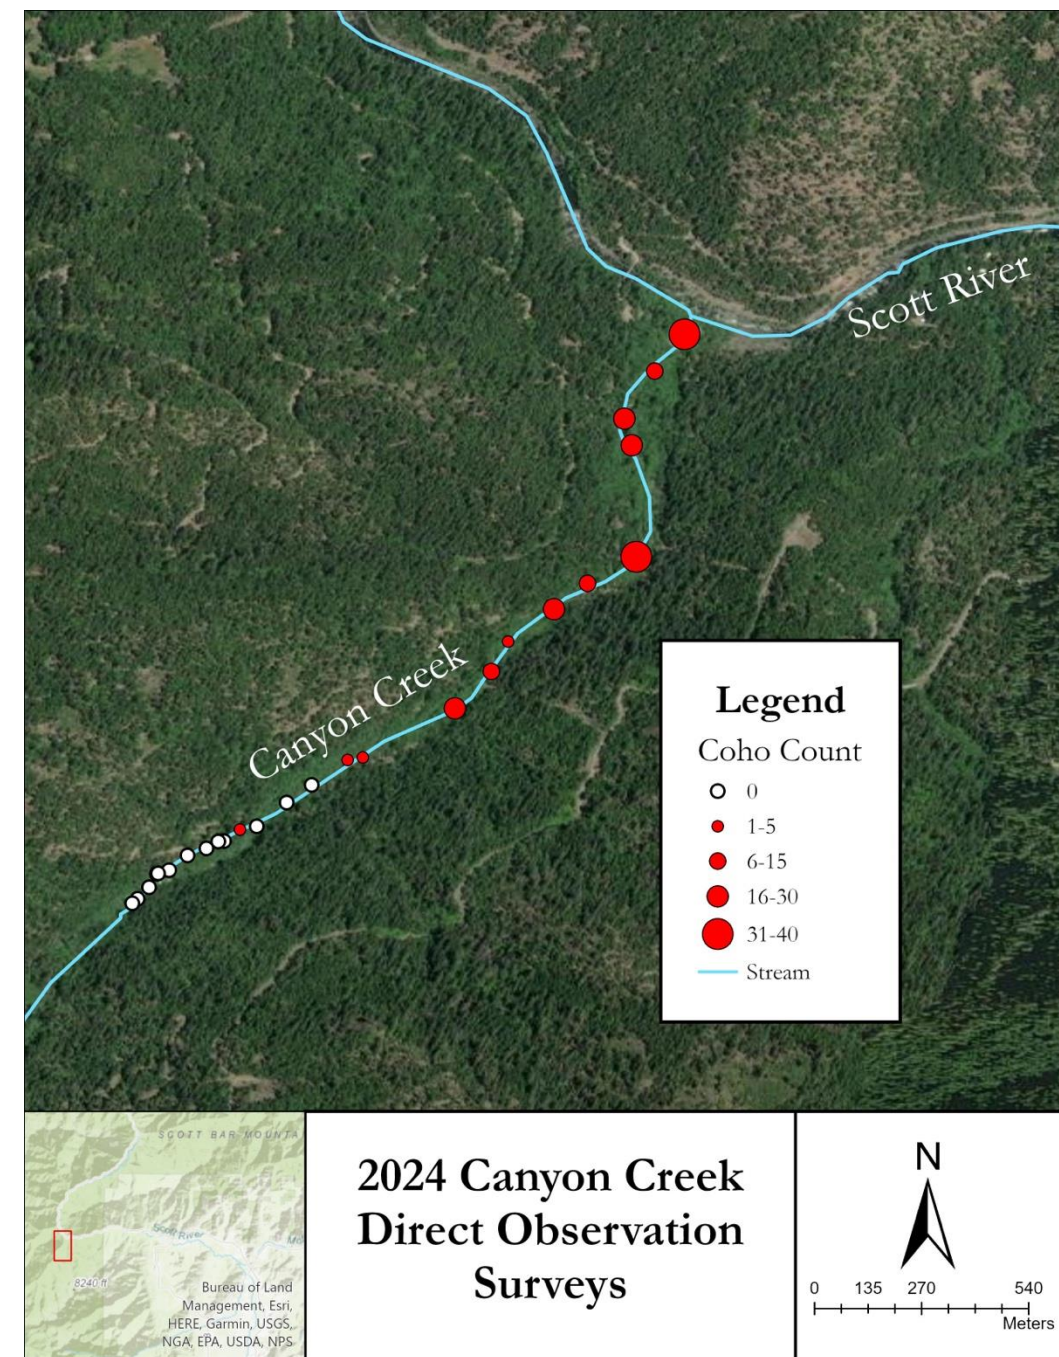 Scott River
Canyon Creek
Legend
Coho Count
0
1-5
6-15
16-30
31-40
Stream
SCOTT BAR MOUNTA
Scott River
8240 ft
Bureau of Land
Management, Esri,
HERE, Garmin, USGS,
NGA, EPA, USDA, NPS
2024 Canyon Creek
Direct Observation
Surveys
N
0 135 270 540
Meters